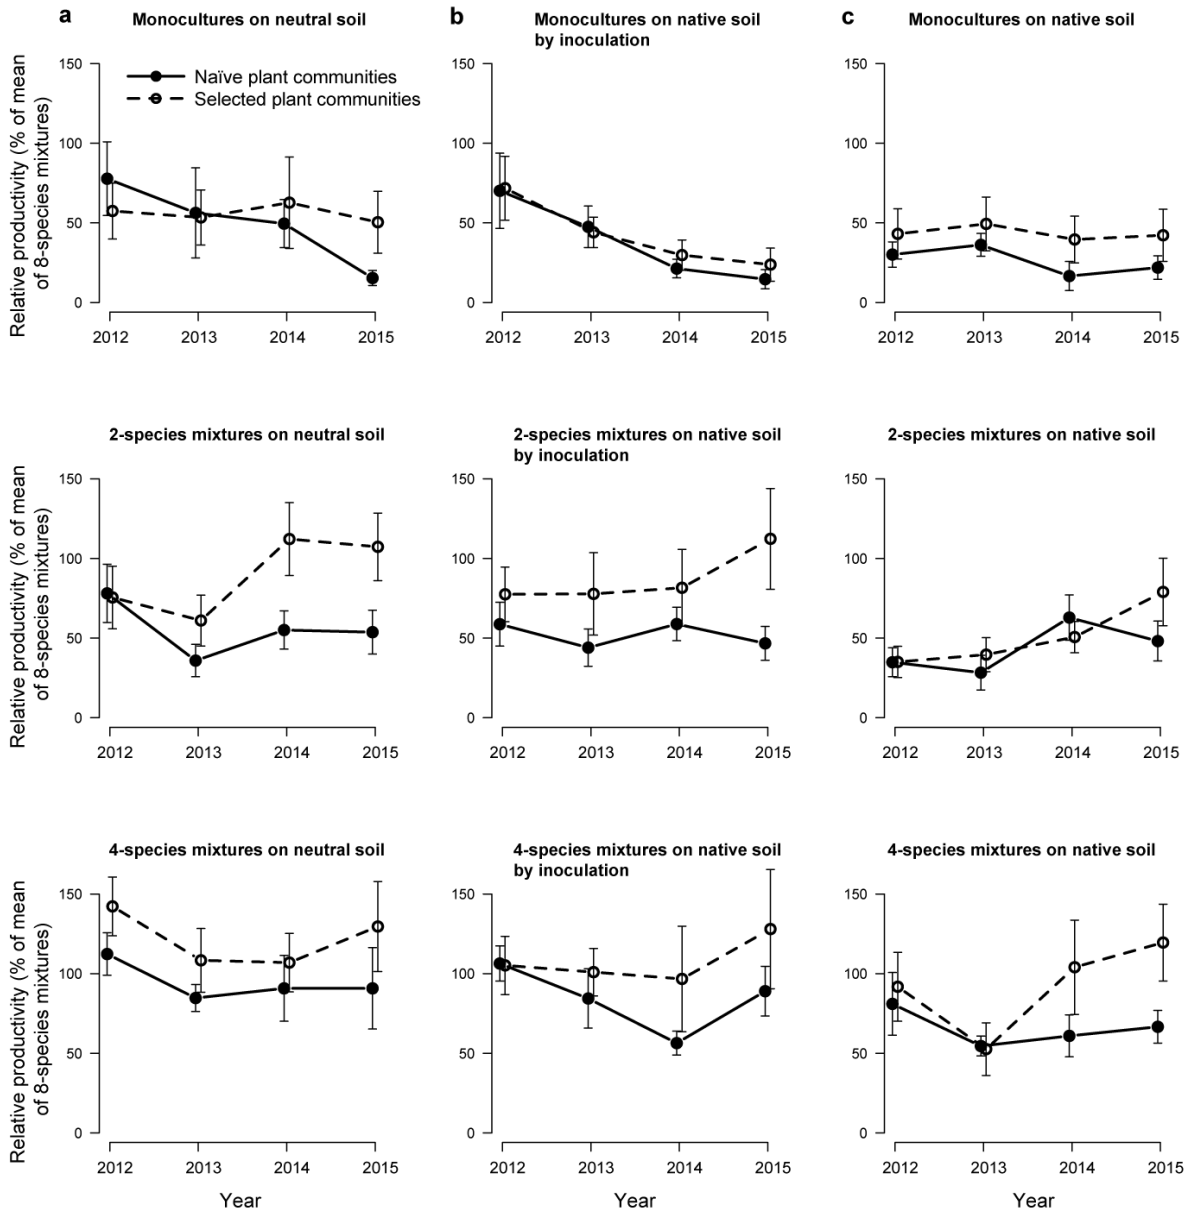 a
Monocultures on neutral soil
b
Monocultures on native soil
by inoculation
c
Monocultures on native soil
Relative productivity (% of mean
of 8-species mixtures)
150
100
50
0
Naïve plant communities
Selected plant communities
2012 2013 2014 2015
150
100
50
0
2012 2013 2014 2015
150
100
50
0
2012 2013 2014 2015
2-species mixtures on neutral soil
2-species mixtures on native soil
by inoculation
2-species mixtures on native soil
Relative productivity (% of mean
of 8-species mixtures)
150
100
50
0
2012 2013 2014 2015
150
100
50
0
2012 2013 2014 2015
150
100
50
0
2012 2013 2014 2015
4-species mixtures on neutral soil
4-species mixtures on native soil
by inoculation
4-species mixtures on native soil
Relative productivity (% of mean
of 8-species mixtures)
150
100
50
0
2012 2013 2014 2015
Year
150
100
50
0
2012 2013 2014 2015
Year
150
100
50
0
2012 2013 2014 2015
Year